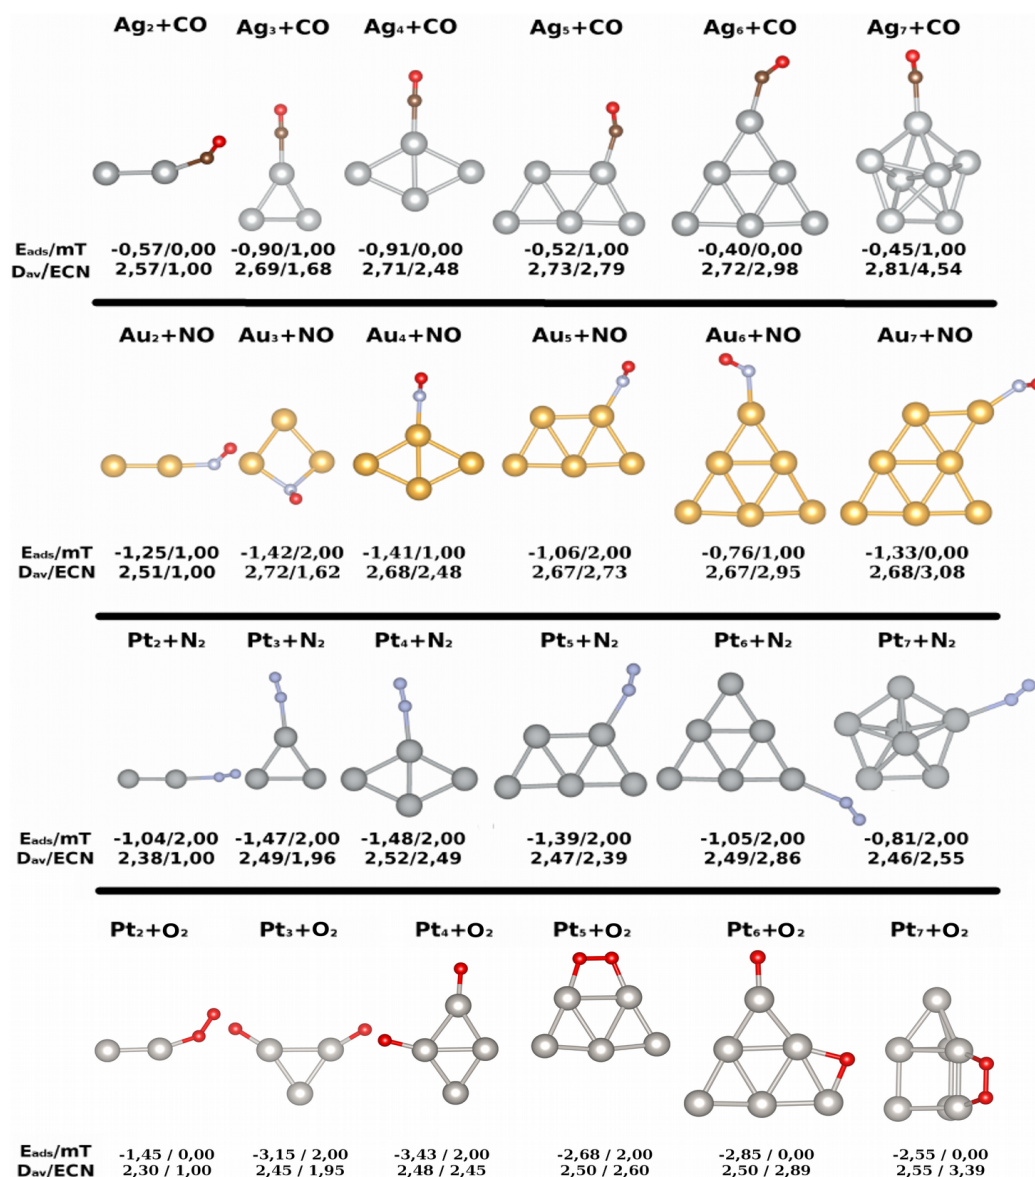 Ag₂+CO Ag₃+CO Ag₄+CO Ag₅+CO Ag₆+CO Ag₇+CO
Eads/mT -0,57/0,00 -0,90/1,00 -0,91/0,00 -0,52/1,00 -0,40/0,00 -0,45/1,00
Dav/ECN 2,57/1,00 2,69/1,68 2,71/2,48 2,73/2,79 2,72/2,98 2,81/4,54
Au₂+NO Au₃+NO Au₄+NO Au₅+NO Au₆+NO Au₇+NO
Eads/mT -1,25/1,00 -1,42/2,00 -1,41/1,00 -1,06/2,00 -0,76/1,00 -1,33/0,00
Dav/ECN 2,51/1,00 2,72/1,62 2,68/2,48 2,67/2,73 2,67/2,95 2,68/3,08
Pt₂+N₂ Pt₃+N₂ Pt₄+N₂ Pt₅+N₂ Pt₆+N₂ Pt₇+N₂
Eads/mT -1,04/2,00 -1,47/2,00 -1,48/2,00 -1,39/2,00 -1,05/2,00 -0,81/2,00
Dav/ECN 2,38/1,00 2,49/1,96 2,52/2,49 2,47/2,39 2,49/2,86 2,46/2,55
Pt₂+O₂ Pt₃+O₂ Pt₄+O₂ Pt₅+O₂ Pt₆+O₂ Pt₇+O₂
Eads/mT -1,45 / 0,00 -3,15 / 2,00 -3,43 / 2,00 -2,68 / 2,00 -2,85 / 0,00 -2,55 / 0,00
Dav/ECN 2,30 / 1,00 2,45 / 1,95 2,48 / 2,45 2,50 / 2,60 2,50 / 2,89 2,55 / 3,39